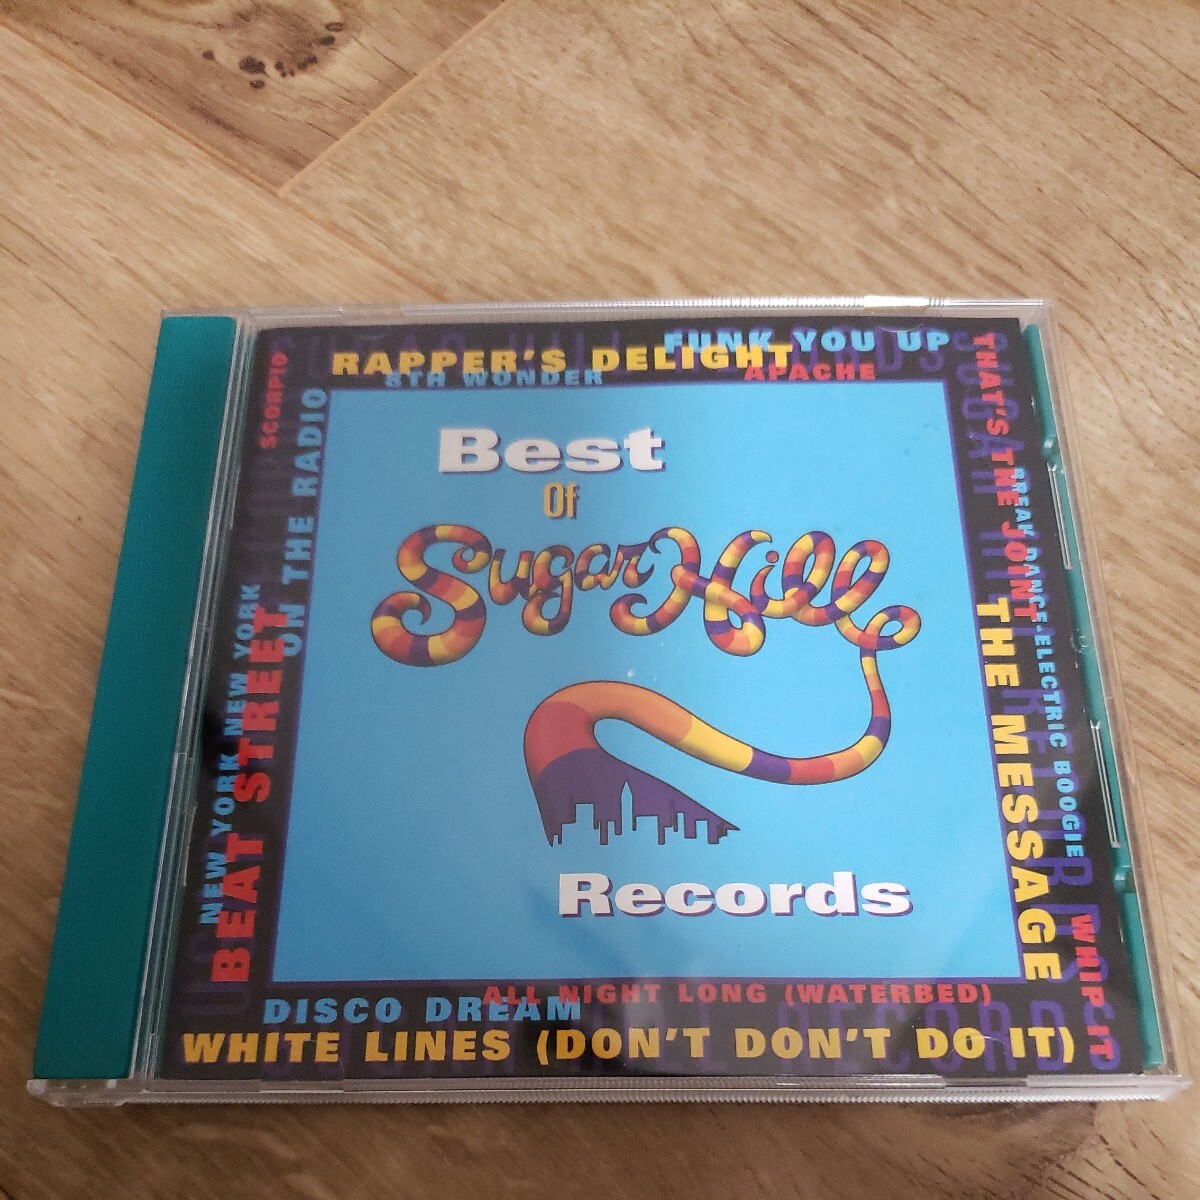 FUNK YOU UP
RAPPER'S DELIGHT
8TH WONDER
APACHE
SCORPIO
ON THE RADIO
NEW YORK NEW YORK
BEAT STREET
Best
Of
Sugar Hill
Records
THAT'S THE JOINT
BREAK DANCE-ELECTRIC BOOGIE
THE MESSAGE
WHIP IT
ALL NIGHT LONG (WATERBED)
DISCO DREAM
WHITE LINES (DON'T DON'T DO IT)